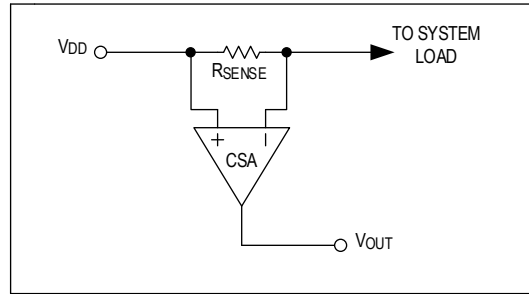 VDD
RSENSE
TO SYSTEM
LOAD
+ −
CSA
VOUT